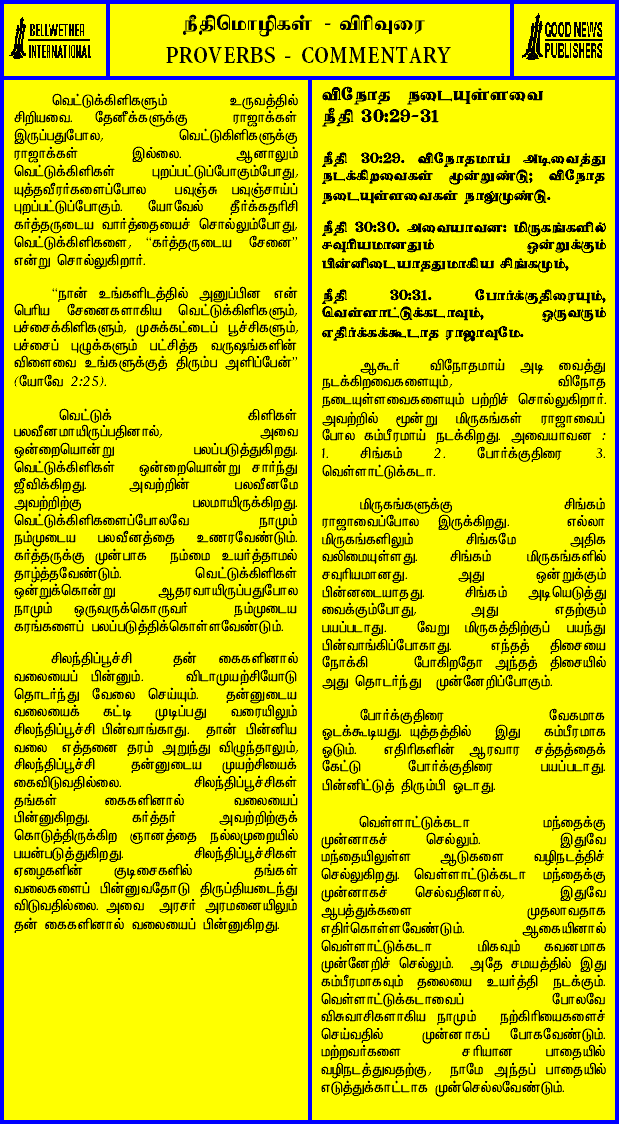 BELLWETHER
INTERNATIONAL
நீதிமொழிகள் - விரிவுரை
PROVERBS - COMMENTARY
GOOD NEWS
PUBLISHERS
வெட்டுக்கிளிகளும் உருவத்தில்
சிறியவை. தேனீக்களுக்கு ராஜாக்கள்
இருப்பதுபோல, வெட்டுகிளிகளுக்கு
ராஜாக்கள் இல்லை. ஆனாலும்
வெட்டுக்கிளிகள் புறப்பட்டுப்போகும்போது,
யுத்தவீரர்களைப்போல பவுஞ்சு பவுஞ்சாய்ப்
புறப்பட்டுப்போகும். யோவேல் தீர்க்கதரிசி
கர்த்தருடைய வார்த்தையைச் சொல்லும்போது,
வெட்டுக்கிளிகளை, “கர்த்தருடைய சேனை”
என்று சொல்லுகிறார்.
“நான் உங்களிடத்தில் அனுப்பின என்
பெரிய சேனைகளாகிய வெட்டுக்கிளிகளும்,
பச்சைக்கிளிகளும், முசுக்கட்டைப் பூச்சிகளும்,
பச்சைப் புழுக்களும் பட்சித்த வருஷங்களின்
விளைவை உங்களுக்குத் திரும்ப அளிப்பேன்”
(யோவே 2:25).
வெட்டுக் கிளிகள்
பலவீனமாயிருப்பதினால், அவை
ஒன்றையொன்று பலப்படுத்துகிறது.
வெட்டுக்கிளிகள் ஒன்றையொன்று சார்ந்து
ஜீவிக்கிறது. அவற்றின் பலவீனமே
அவற்றிற்கு பலமாயிருக்கிறது.
வெட்டுக்கிளிகளைப்போலவே நாமும்
நம்முடைய பலவீனத்தை உணரவேண்டும்.
கர்த்தருக்கு முன்பாக நம்மை உயர்த்தாமல்
தாழ்த்தவேண்டும். வெட்டுக்கிளிகள்
ஒன்றுக்கொன்று ஆதரவாயிருப்பதுபோல
நாமும் ஒருவருக்கொருவர் நம்முடைய
கரங்களைப் பலப்படுத்திக்கொள்ளவேண்டும்.
சிலந்திப்பூச்சி தன் கைகளினால்
வலையைப் பின்னும். விடாமுயற்சியோடு
தொடர்ந்து வேலை செய்யும். தன்னுடைய
வலையைக் கட்டி முடிப்பது வரையிலும்
சிலந்திப்பூச்சி பின்வாங்காது. தான் பின்னிய
வலை எத்தனை தரம் அறுந்து விழுந்தாலும்,
சிலந்திப்பூச்சி தன்னுடைய முயற்சியைக்
கைவிடுவதில்லை. சிலந்திப்பூச்சிகள்
தங்கள் கைகளினால் வலையைப்
பின்னுகிறது. கர்த்தர் அவற்றிற்குக்
கொடுத்திருக்கிற ஞானத்தை நல்லமுறையில்
பயன்படுத்துகிறது. சிலந்திப்பூச்சிகள்
ஏழைகளின் குடிசைகளில் தங்கள்
வலைகளைப் பின்னுவதோடு திருப்தியடைந்து
விடுவதில்லை. அவை அரசர் அரமனையிலும்
தன் கைகளினால் வலையைப் பின்னுகிறது.
விநோத நடையுள்ளவை
நீதி 30:29-31
நீதி 30:29. விநோதமாய் அடிவைத்து
நடக்கிறவைகள் மூன்றுண்டு; விநோத
நடையுள்ளவைகள் நாலுமுண்டு.
நீதி 30:30. அவையாவன: மிருகங்களில்
சவுரியமானதும் ஒன்றுக்கும்
பின்னிடையாததுமாகிய சிங்கமும்,
நீதி 30:31. போர்க்குதிரையும்,
வெள்ளாட்டுக்கடாவும், ஒருவரும்
எதிர்க்கக்கூடாத ராஜாவுமே.
ஆகூர் விநோதமாய் அடி வைத்து
நடக்கிறவைகளையும், விநோத
நடையுள்ளவைகளையும் பற்றிச் சொல்லுகிறார்.
அவற்றில் மூன்று மிருகங்கள் ராஜாவைப்
போல கம்பீரமாய் நடக்கிறது. அவையாவன :
1. சிங்கம் 2. போர்க்குதிரை 3.
வெள்ளாட்டுக்கடா.
மிருகங்களுக்கு சிங்கம்
ராஜாவைப்போல இருக்கிறது. எல்லா
மிருகங்களிலும் சிங்கமே அதிக
வலிமையுள்ளது. சிங்கம் மிருகங்களில்
சவுரியமானது. அது ஒன்றுக்கும்
பின்னடையாதது. சிங்கம் அடியெடுத்து
வைக்கும்போது, அது எதற்கும்
பயப்படாது. வேறு மிருகத்திற்குப் பயந்து
பின்வாங்கிப்போகாது. எந்தத் திசையை
நோக்கி போகிறதோ அந்தத் திசையில்
அது தொடர்ந்து முன்னேறிப்போகும்.
போர்க்குதிரை வேகமாக
ஓடக்கூடியது. யுத்தத்தில் இது கம்பீரமாக
ஓடும். எதிரிகளின் ஆரவார சத்தத்தைக்
கேட்டு போர்க்குதிரை பயப்படாது.
பின்னிட்டுத் திரும்பி ஓடாது.
வெள்ளாட்டுக்கடா மந்தைக்கு
முன்னாகச் செல்லும். இதுவே
மந்தையிலுள்ள ஆடுகளை வழிநடத்திச்
செல்லுகிறது. வெள்ளாட்டுக்கடா மந்தைக்கு
முன்னாகச் செல்வதினால், இதுவே
ஆபத்துக்களை முதலாவதாக
எதிர்கொள்ளவேண்டும். ஆகையினால்
வெள்ளாட்டுக்கடா மிகவும் கவனமாக
முன்னேறிச் செல்லும். அதே சமயத்தில் இது
கம்பீரமாகவும் தலையை உயர்த்தி நடக்கும்.
வெள்ளாட்டுக்கடாவைப் போலவே
விசுவாசிகளாகிய நாமும் நற்கிரியைகளைச்
செய்வதில் முன்னாகப் போகவேண்டும்.
மற்றவர்களை சரியான பாதையில்
வழிநடத்துவதற்கு, நாமே அந்தப் பாதையில்
எடுத்துக்காட்டாக முன்செல்லவேண்டும்.